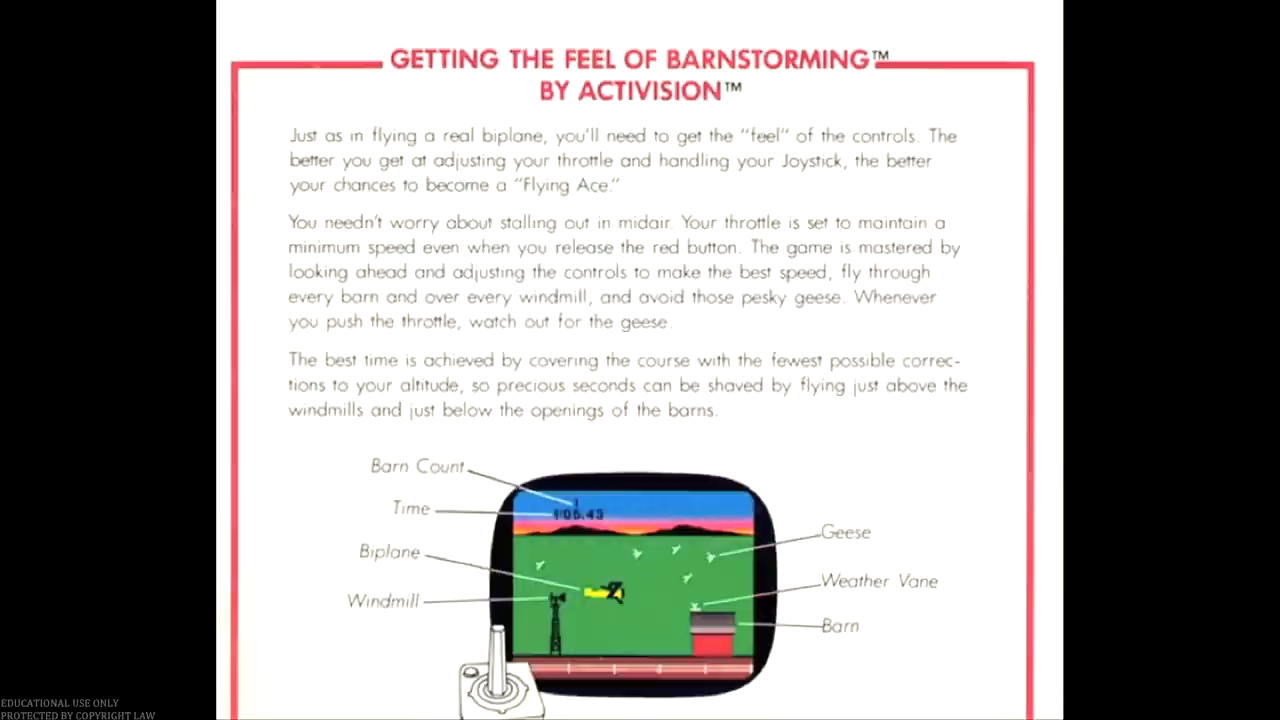 GETTING THE FEEL OF BARNSTORMING™
BY ACTIVISION™
Just as in flying a real biplane, you'll need to get the "feel" of the controls. The
better you get at adjusting your throttle and handling your Joystick, the better
your chances to become a "Flying Ace."
You needn't worry about stalling out in midair. Your throttle is set to maintain a
minimum speed even when you release the red button. The game is mastered by
looking ahead and adjusting the controls to make the best speed, fly through
every barn and over every windmill, and avoid those pesky geese. Whenever
you push the throttle, watch out for the geese.
The best time is achieved by covering the course with the fewest possible correc-
tions to your altitude, so precious seconds can be shaved by flying just above the
windmills and just below the openings of the barns.
Barn Count
1
Time
1:06.43
Biplane
Windmill
Geese
Weather Vane
Barn
EDUCATIONAL USE ONLY
PROTECTED BY COPYRIGHT LAW